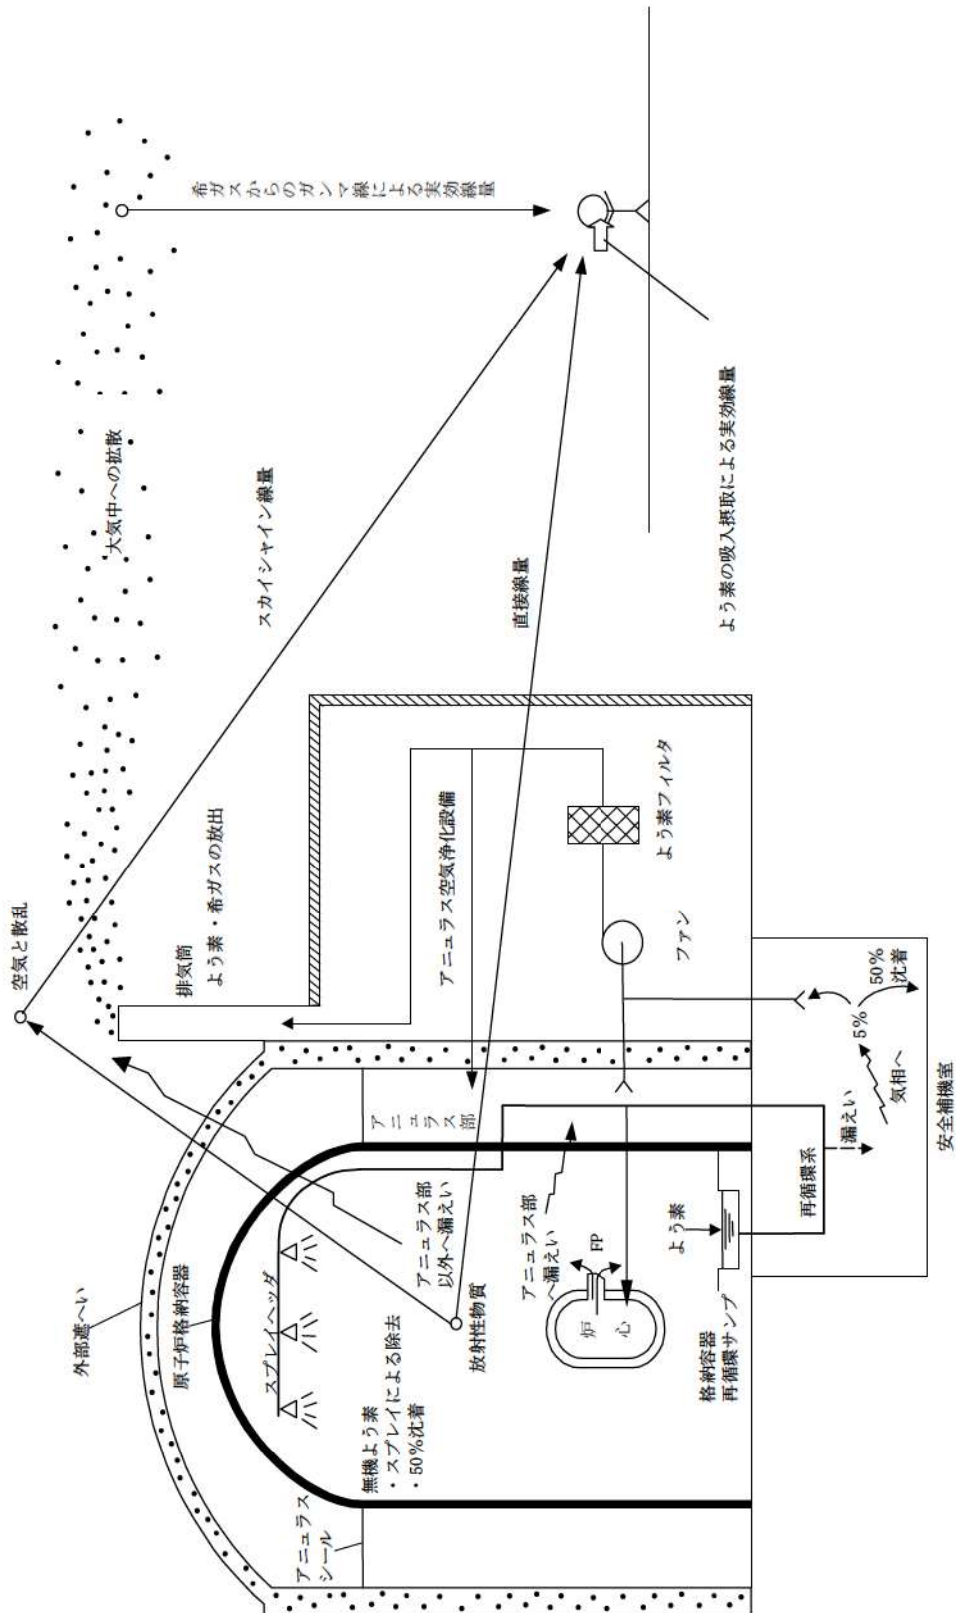 外部遮へい
原子炉格納容器
アニュラス
シール
スプレイヘッダ
無機よう素
・スプレイによる除去
・50%沈着
放射性物質
アニュラス部
以外へ漏えい
アニュラス部
アニュラス部
へ漏えい
FP
炉
心
格納容器
再循環サンプ
よう素
再循環系
漏えい
気相へ
5%
50%
沈着
安全補機室
空気と散乱
排気筒
よう素・希ガスの放出
アニュラス空気浄化設備
ファン
よう素フィルタ
大気中への拡散
スカイシャイン線量
直接線量
希ガスからのガンマ線による実効線量
よう素の吸入摂取による実効線量